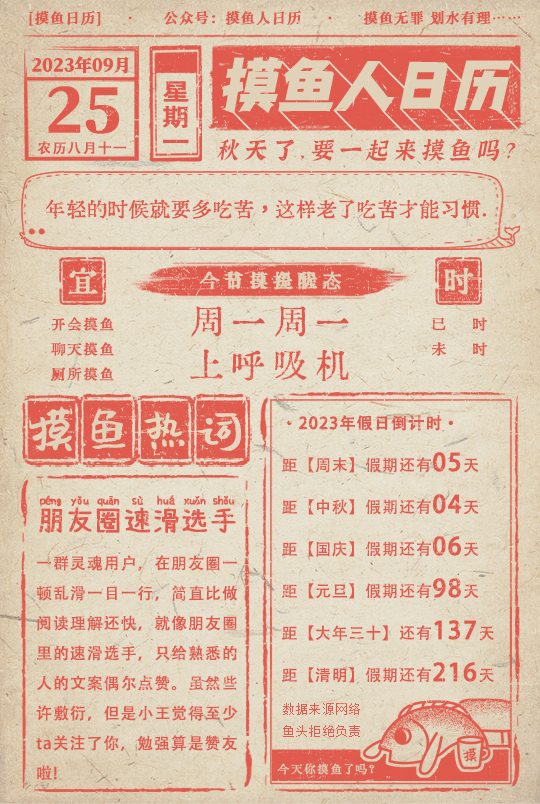 [摸鱼日历] · 公众号：摸鱼人日历 · 摸鱼无罪 划水有理……
2023年09月
25
农历八月十一
星期一
摸鱼人日历
秋天了,要一起来摸鱼吗?
年轻的时候就要多吃苦，这样老了吃苦才能习惯.
宜
开会摸鱼
聊天摸鱼
厕所摸鱼
今节摸鱼醒态
周一周一
上呼吸机
时
已 时
未 时
摸鱼热词
péng yǒu quān sù huá xuǎn shǒu
朋友圈速滑选手
一群灵魂用户，在朋友圈一
顿乱滑一目一行，简直比做
阅读理解还快，就像朋友圈
里的速滑选手，只给熟悉的
人的文案偶尔点赞。虽然些
许敷衍，但是小王觉得至少
ta关注了你，勉强算是赞友
啦!
·2023年假日倒计时·
距【周末】假期还有05天
距【中秋】假期还有04天
距【国庆】假期还有06天
距【元旦】假期还有98天
距【大年三十】还有137天
距【清明】假期还有216天
数据来源网络
鱼头拒绝负责
摸
今天你摸鱼了吗?